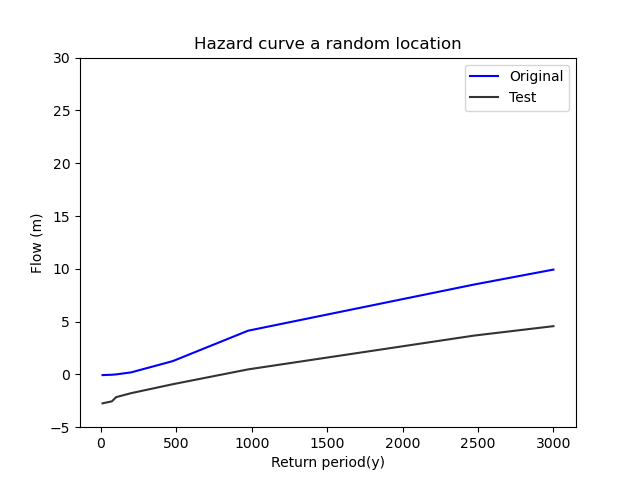 Hazard curve a random location
Original
Test
30
25
20
15
10
5
0
−5
Flow (m)
0 500 1000 1500 2000 2500 3000
Return period(y)